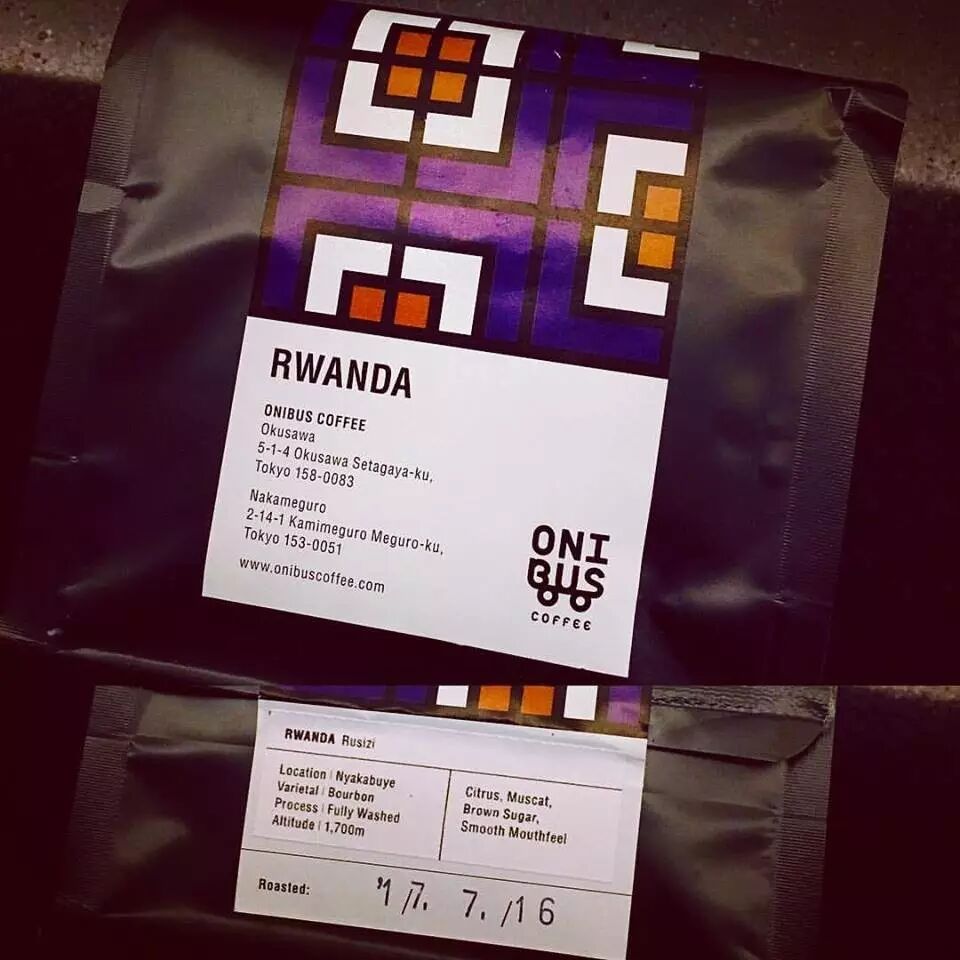 RWANDA
ONIBUS COFFEE
Okusawa
5-1-4 Okusawa Setagaya-ku,
Tokyo 158-0083
Nakameguro
2-14-1 Kamimeguro Meguro-ku,
Tokyo 153-0051
www.onibuscoffee.com
ONI
BUS
COFFEE
RWANDA Rusizi
Location | Nyakabuye
Varietal | Bourbon
Process | Fully Washed
Altitude | 1,700m
Citrus, Muscat,
Brown Sugar,
Smooth Mouthfeel
Roasted: '17. 7. 16